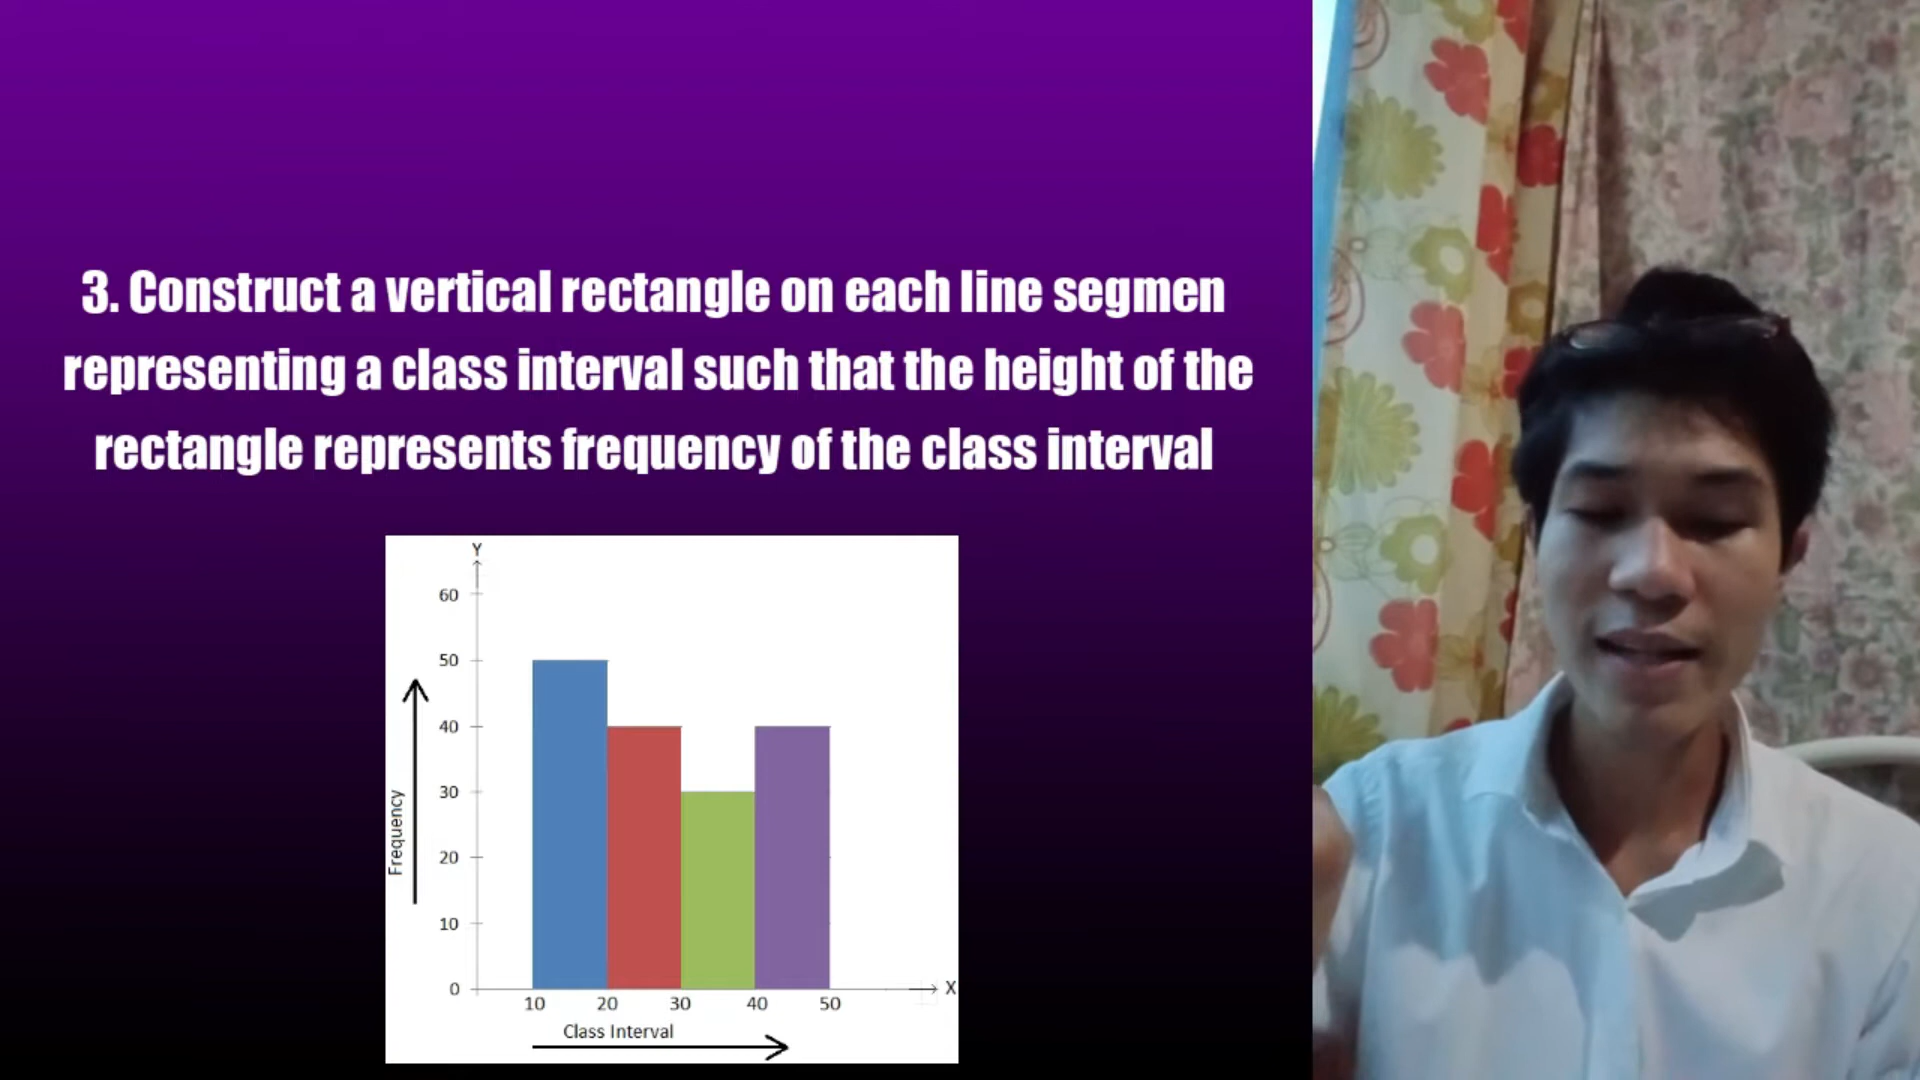 3. Construct a vertical rectangle on each line segmen
representing a class interval such that the height of the
rectangle represents frequency of the class interval
Y
60
50
40
30
20
10
0
Frequency
10 20 30 40 50
X
Class Interval